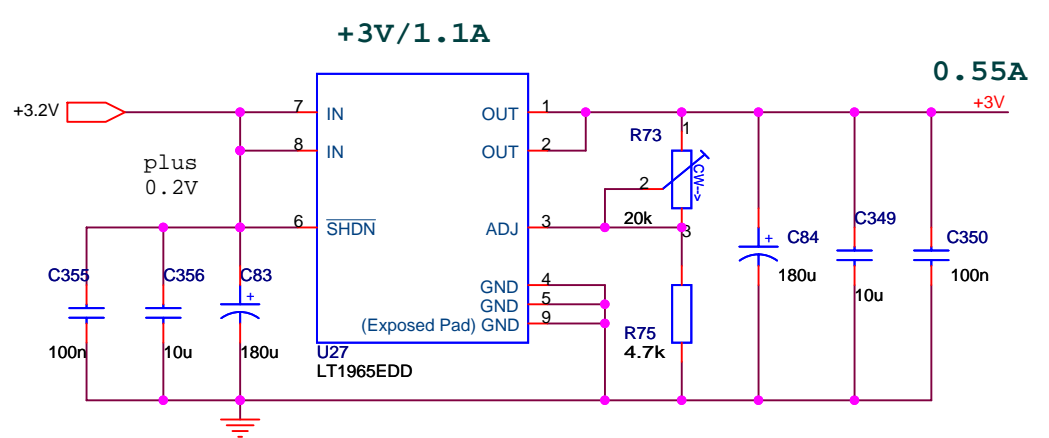 +3V/1.1A
0.55A
+3.2V
+3V
7
IN
OUT
1
8
IN
OUT
2
R73
1
2
CW->
20k
3
plus
0.2V
6
SHDN
ADJ
3
C355
100n
C356
10u
C83
+
180u
GND
4
GND
5
(Exposed Pad) GND
9
U27
LT1965EDD
R75
4.7k
+
C84
180u
C349
10u
C350
100n